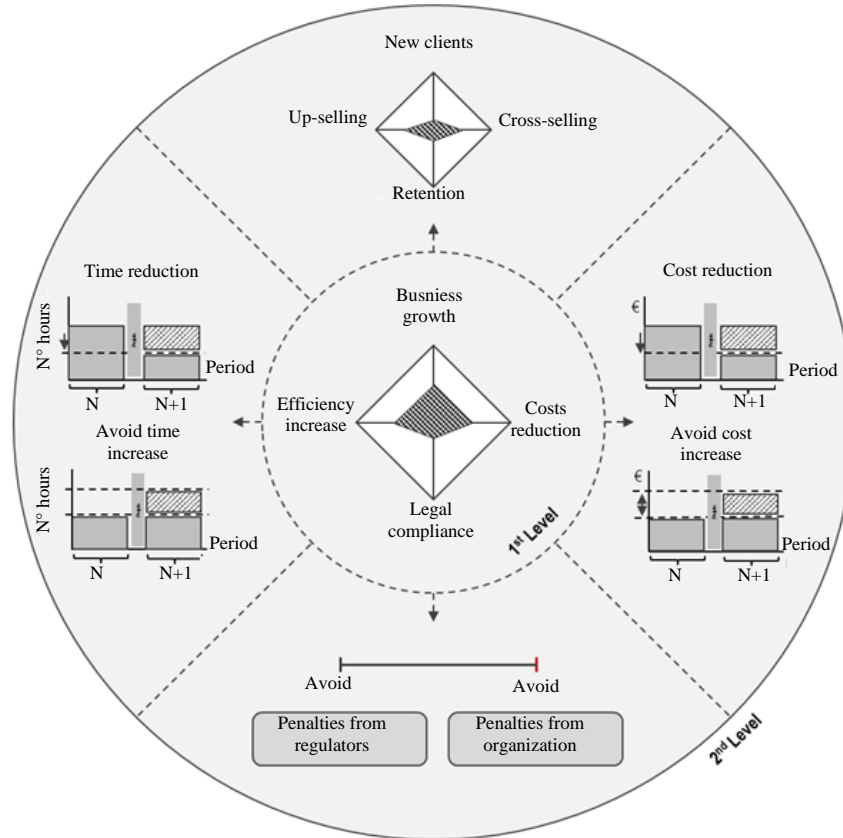 New clients
Up-selling
Cross-selling
Retention
Time reduction
N° hours
Period
N
N+1
Avoid time
increase
N° hours
Period
N
N+1
Busniess
growth
Efficiency
increase
Costs
reduction
Legal
compliance
1st Level
Cost reduction
€
Period
N
N+1
Avoid cost
increase
€
Period
N
N+1
Avoid
Avoid
Penalties from
regulators
Penalties from
organization
2nd Level